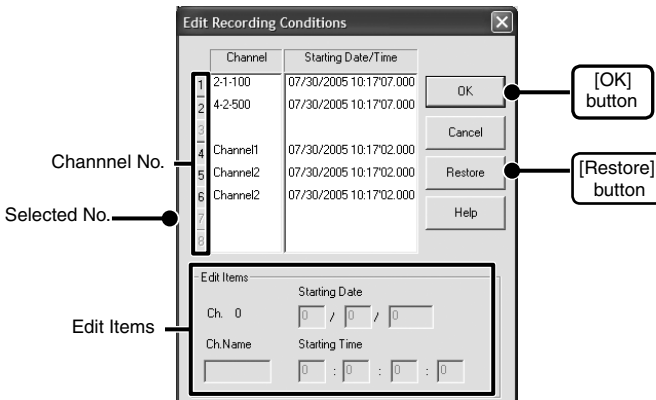 Edit Recording Conditions
Channel Starting Date/Time
1 2-1-100 07/30/2005 10:17'07.000
2 4-2-500 07/30/2005 10:17'07.000
3
4 Channel1 07/30/2005 10:17'02.000
5 Channel2 07/30/2005 10:17'02.000
6 Channel2 07/30/2005 10:17'02.000
7
8
OK
Cancel
Restore
Help
[OK]
button
[Restore]
button
Channnel No.
Selected No.
Edit Items
Edit Items
Starting Date
Ch. 0
0 / 0 / 0
Ch.Name Starting Time
0 : 0 : 0 : 0